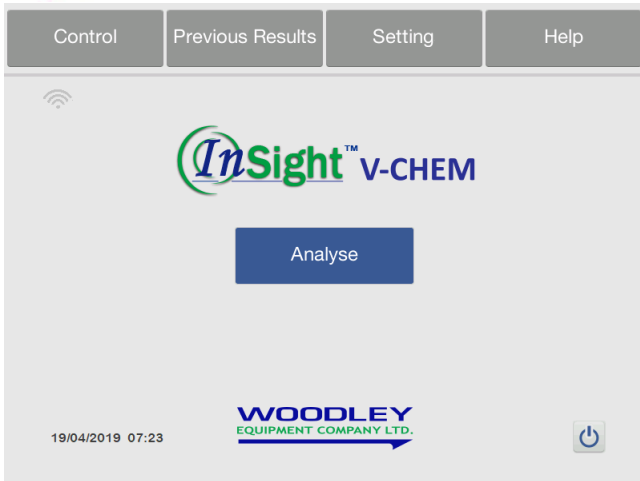 Control
Previous Results
Setting
Help
InSight™ V-CHEM
Analyse
WOODLEY
EQUIPMENT COMPANY LTD.
19/04/2019 07:23